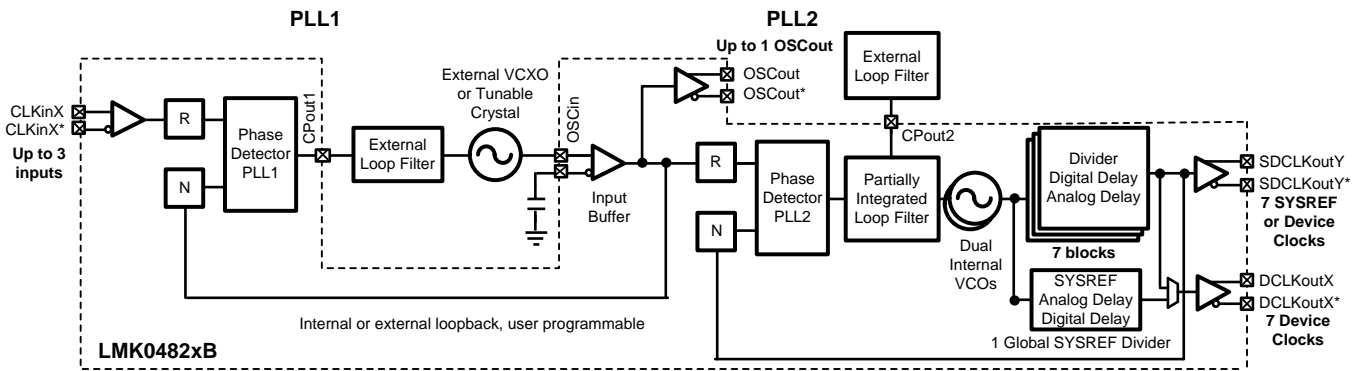 PLL1
PLL2
Up to 1 OSCout
External
Loop Filter
External VCXO
or Tunable
Crystal
OSCout
OSCout*
CLKinX
CLKinX*
Up to 3
inputs
R
N
Phase
Detector
PLL1
CPout1
External
Loop Filter
OSCin
Input
Buffer
R
N
Phase
Detector
PLL2
CPout2
Partially
Integrated
Loop Filter
Dual
Internal
VCOs
Divider
Digital Delay
Analog Delay
7 blocks
SYSREF
Analog Delay
Digital Delay
1 Global SYSREF Divider
SDCLKoutY
SDCLKoutY*
7 SYSREF
or Device
Clocks
DCLKoutX
DCLKoutX*
7 Device
Clocks
Internal or external loopback, user programmable
LMK0482xB